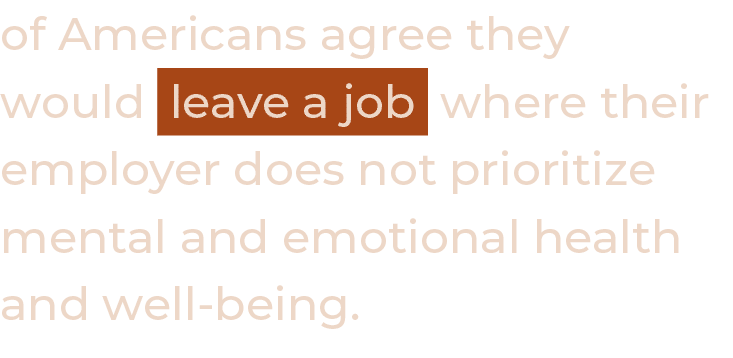 of Americans agree they
would leave a job where their
employer does not prioritize
mental and emotional health
and well-being.